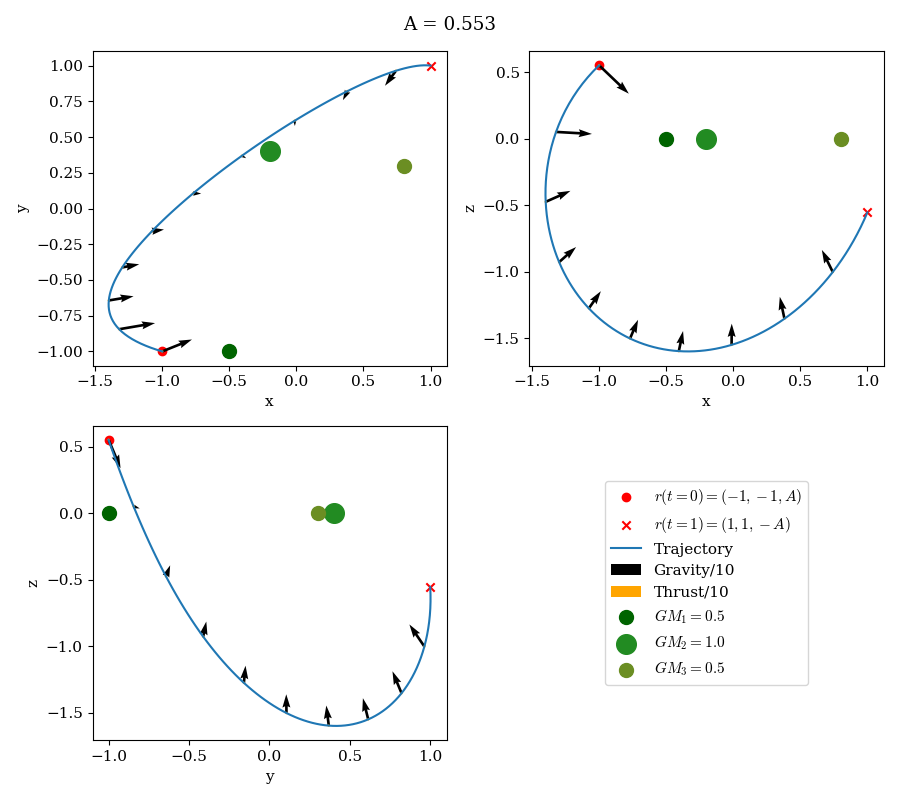 A = 0.553
1.00
0.75
0.50
0.25
0.00
−0.25
−0.50
−0.75
−1.00
y
−1.5 −1.0 −0.5 0.0 0.5 1.0
x
0.5
0.0
−0.5
−1.0
−1.5
z
−1.5 −1.0 −0.5 0.0 0.5 1.0
x
0.5
0.0
−0.5
−1.0
−1.5
z
−1.0 −0.5 0.0 0.5 1.0
y
r(t = 0) = (−1, −1, A)
r(t = 1) = (1, 1, −A)
Trajectory
Gravity/10
Thrust/10
GM₁ = 0.5
GM₂ = 1.0
GM₃ = 0.5